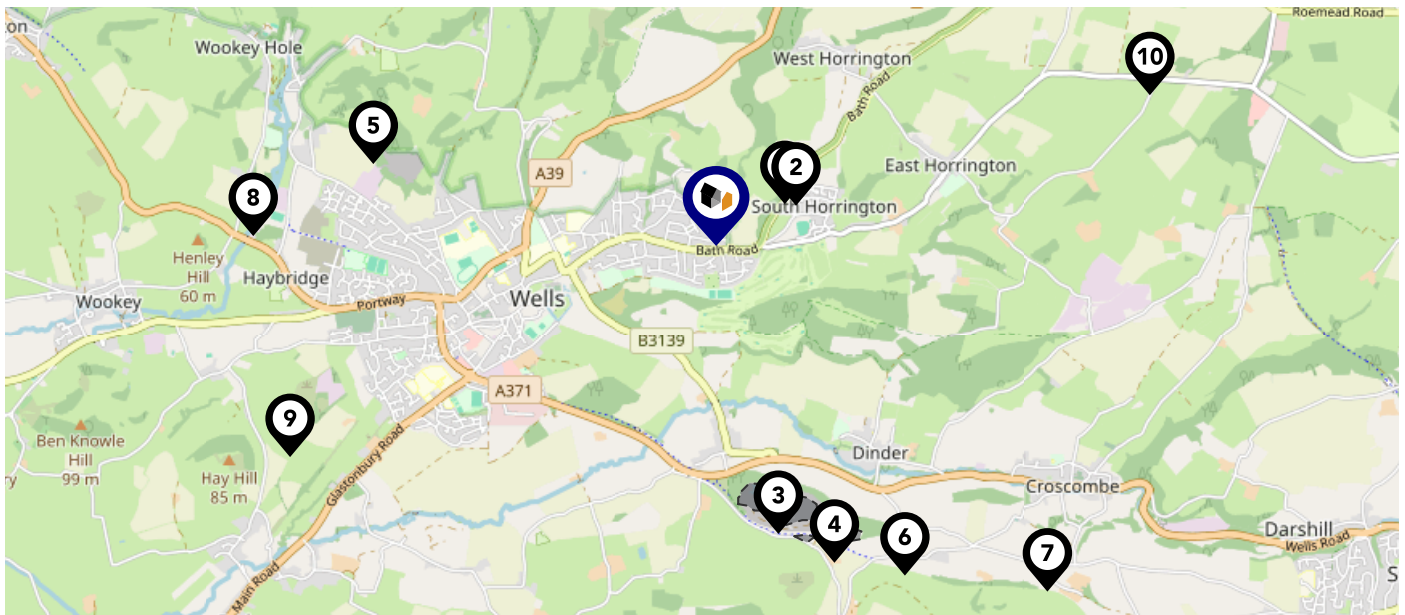 Roemead Road
on
Wookey Hole
West Horrington
10
Bath Road
5
A39
2
East Horrington
8
South Horrington
Henley
Hill
60 m
Haybridge
Bath Road
Wookey
Portway
Wells
B3139
A371
9
Ben Knowle
Hill
99 m
ry
Hay Hill
85 m
Glastonbury Road
Dinder
Croscombe
3
4
6
7
Darshill
Wells Road
S
Main Road